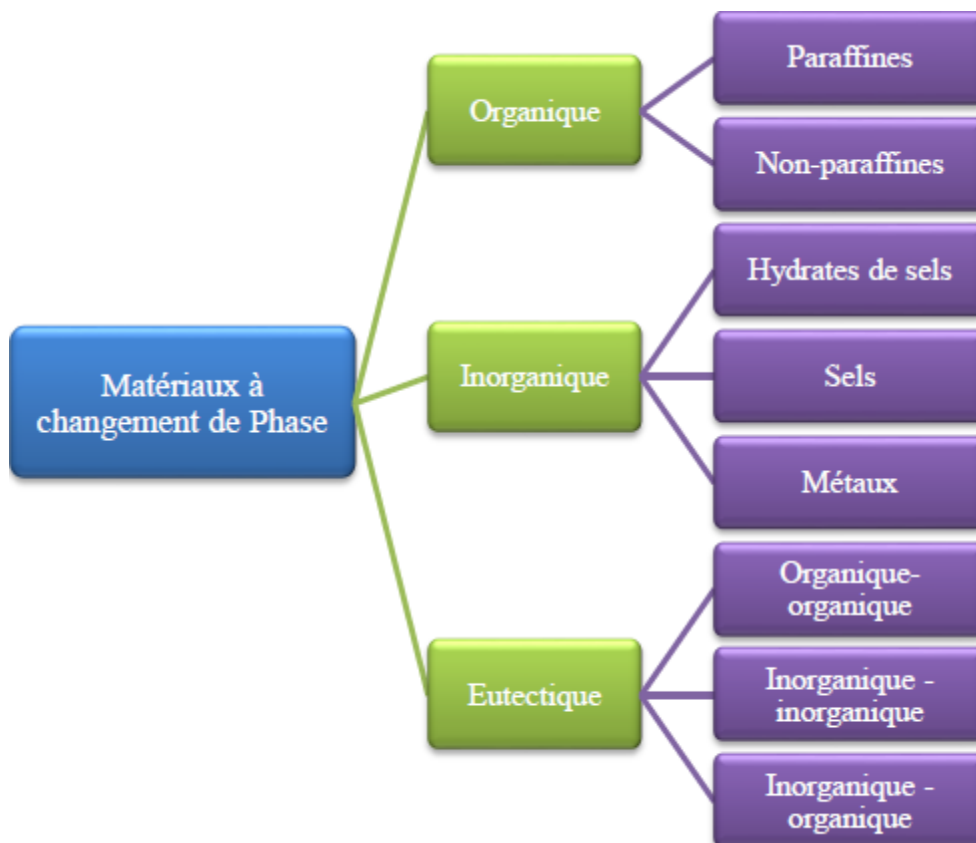 Matériaux à
changement de Phase
Organique
Paraffines
Non-paraffines
Inorganique
Hydrates de sels
Sels
Métaux
Eutectique
Organique-
organique
Inorganique -
inorganique
Inorganique -
organique